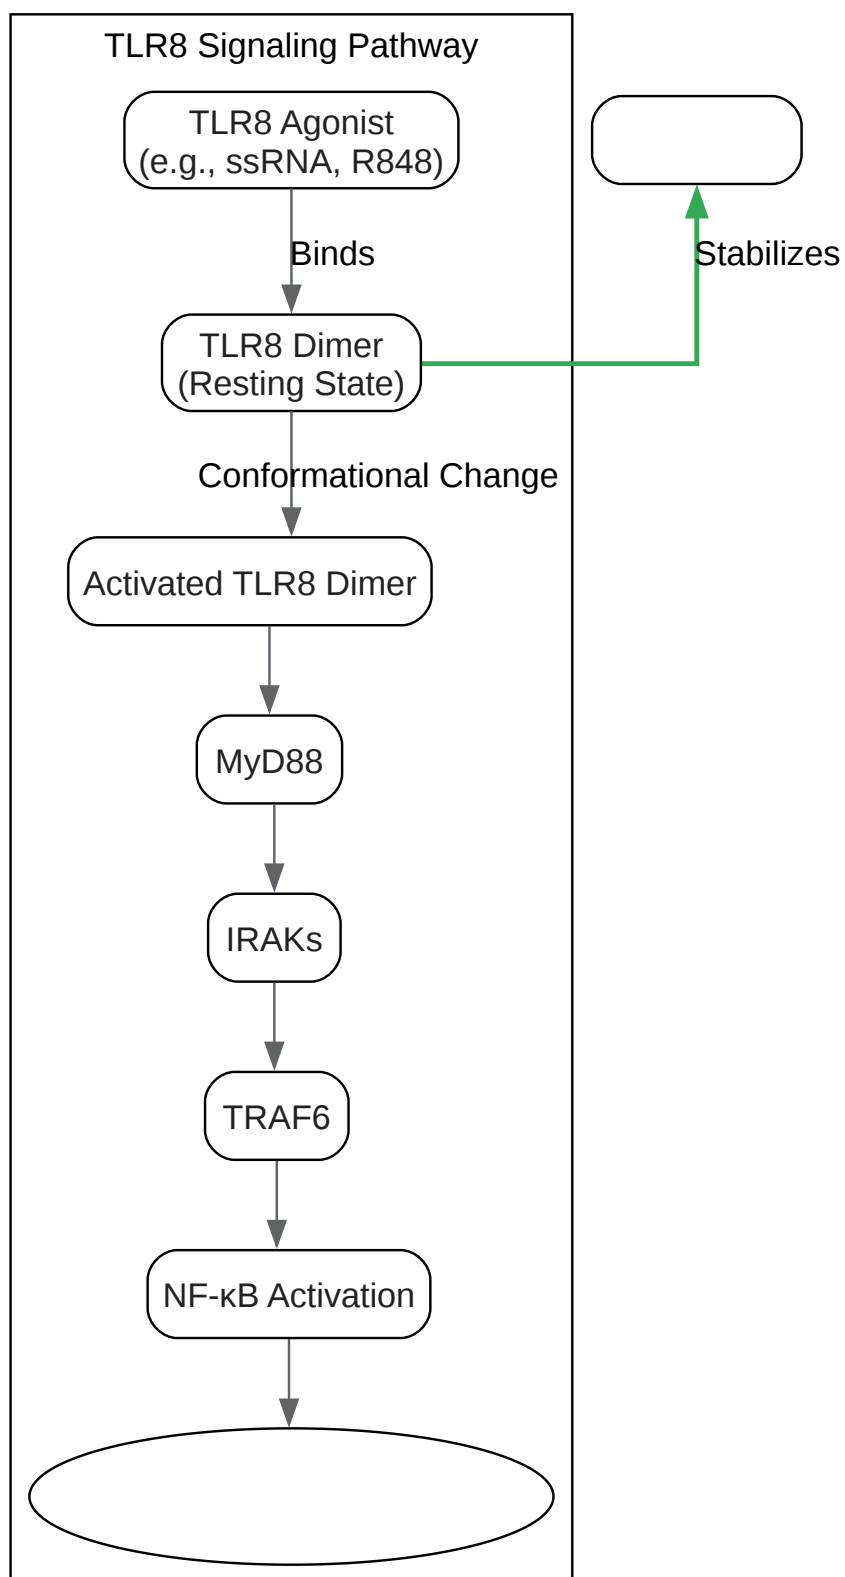 TLR8 Signaling Pathway
TLR8 Agonist
(e.g., ssRNA, R848)
Binds
Stabilizes
TLR8 Dimer
(Resting State)
Conformational Change
Activated TLR8 Dimer
MyD88
IRAKs
TRAF6
NF-κB Activation